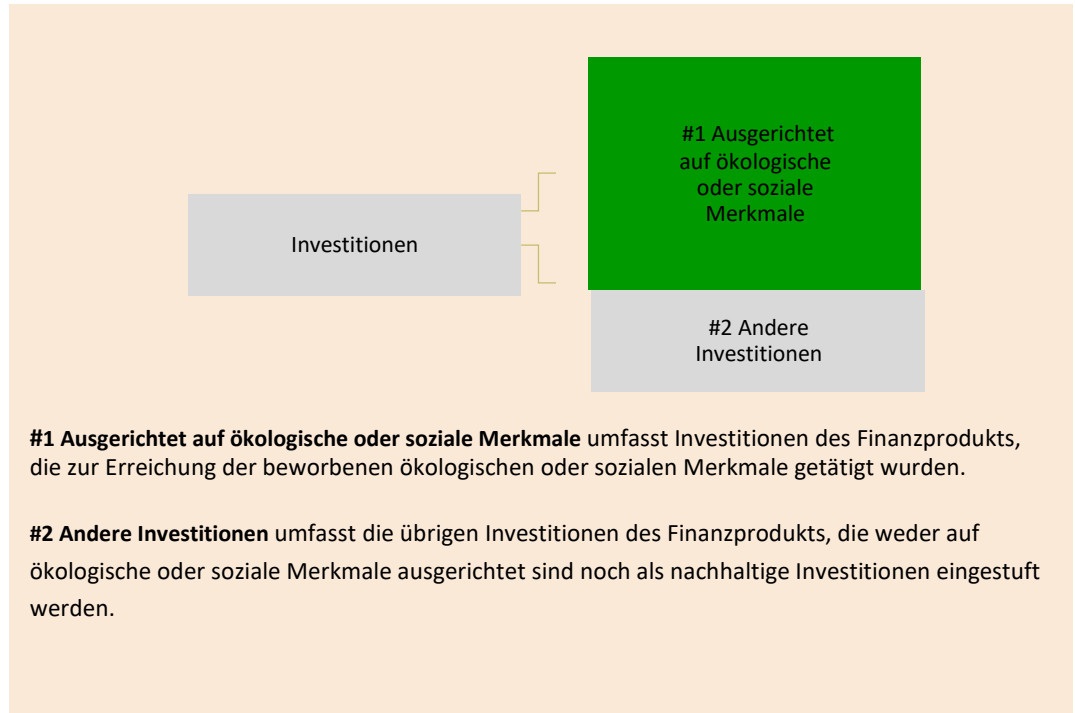 #1 Ausgerichtet
auf ökologische
oder soziale
Merkmale
Investitionen
#2 Andere
Investitionen
#1 Ausgerichtet auf ökologische oder soziale Merkmale umfasst Investitionen des Finanzprodukts,
die zur Erreichung der beworbenen ökologischen oder sozialen Merkmale getätigt wurden.
#2 Andere Investitionen umfasst die übrigen Investitionen des Finanzprodukts, die weder auf
ökologische oder soziale Merkmale ausgerichtet sind noch als nachhaltige Investitionen eingestuft
werden.